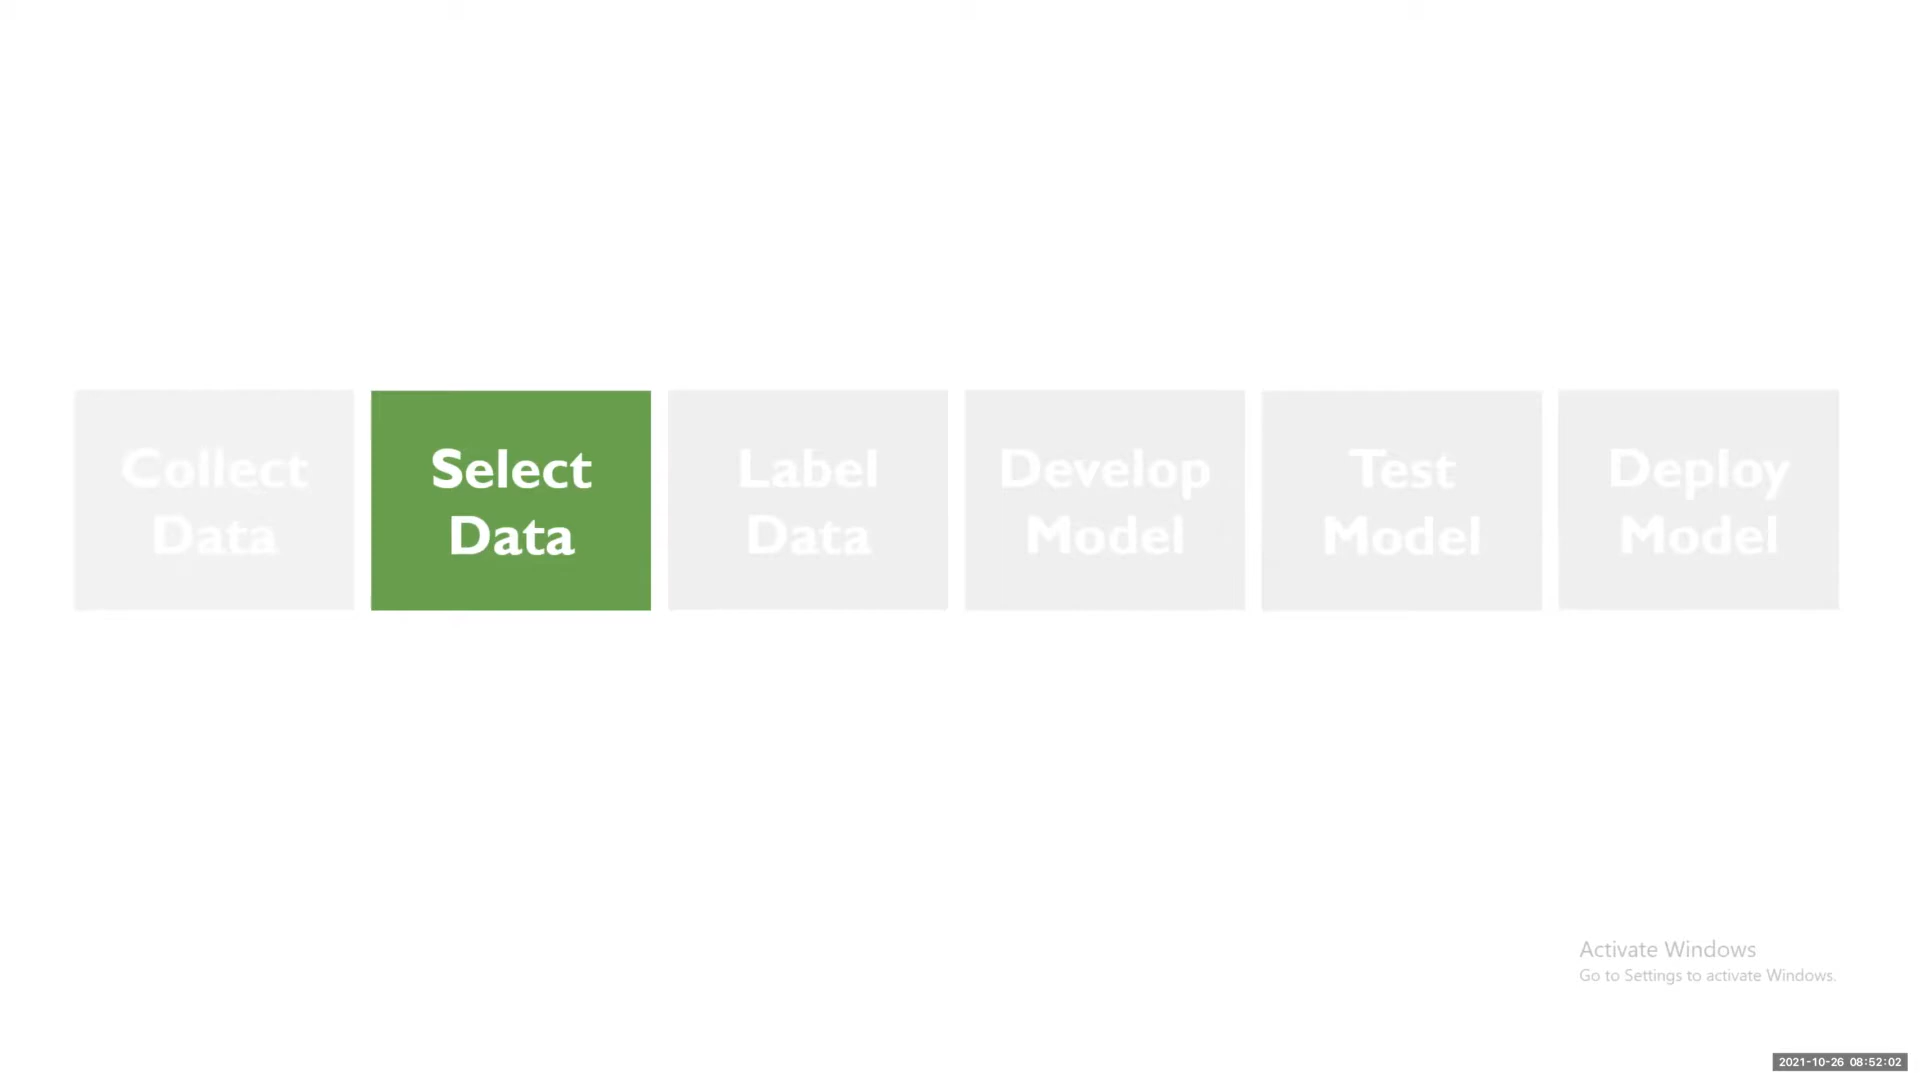 Collect
Data
Select
Data
Label
Data
Develop
Model
Test
Model
Deploy
Model
Activate Windows
Go to Settings to activate Windows.
2021-10-26 08:52:02